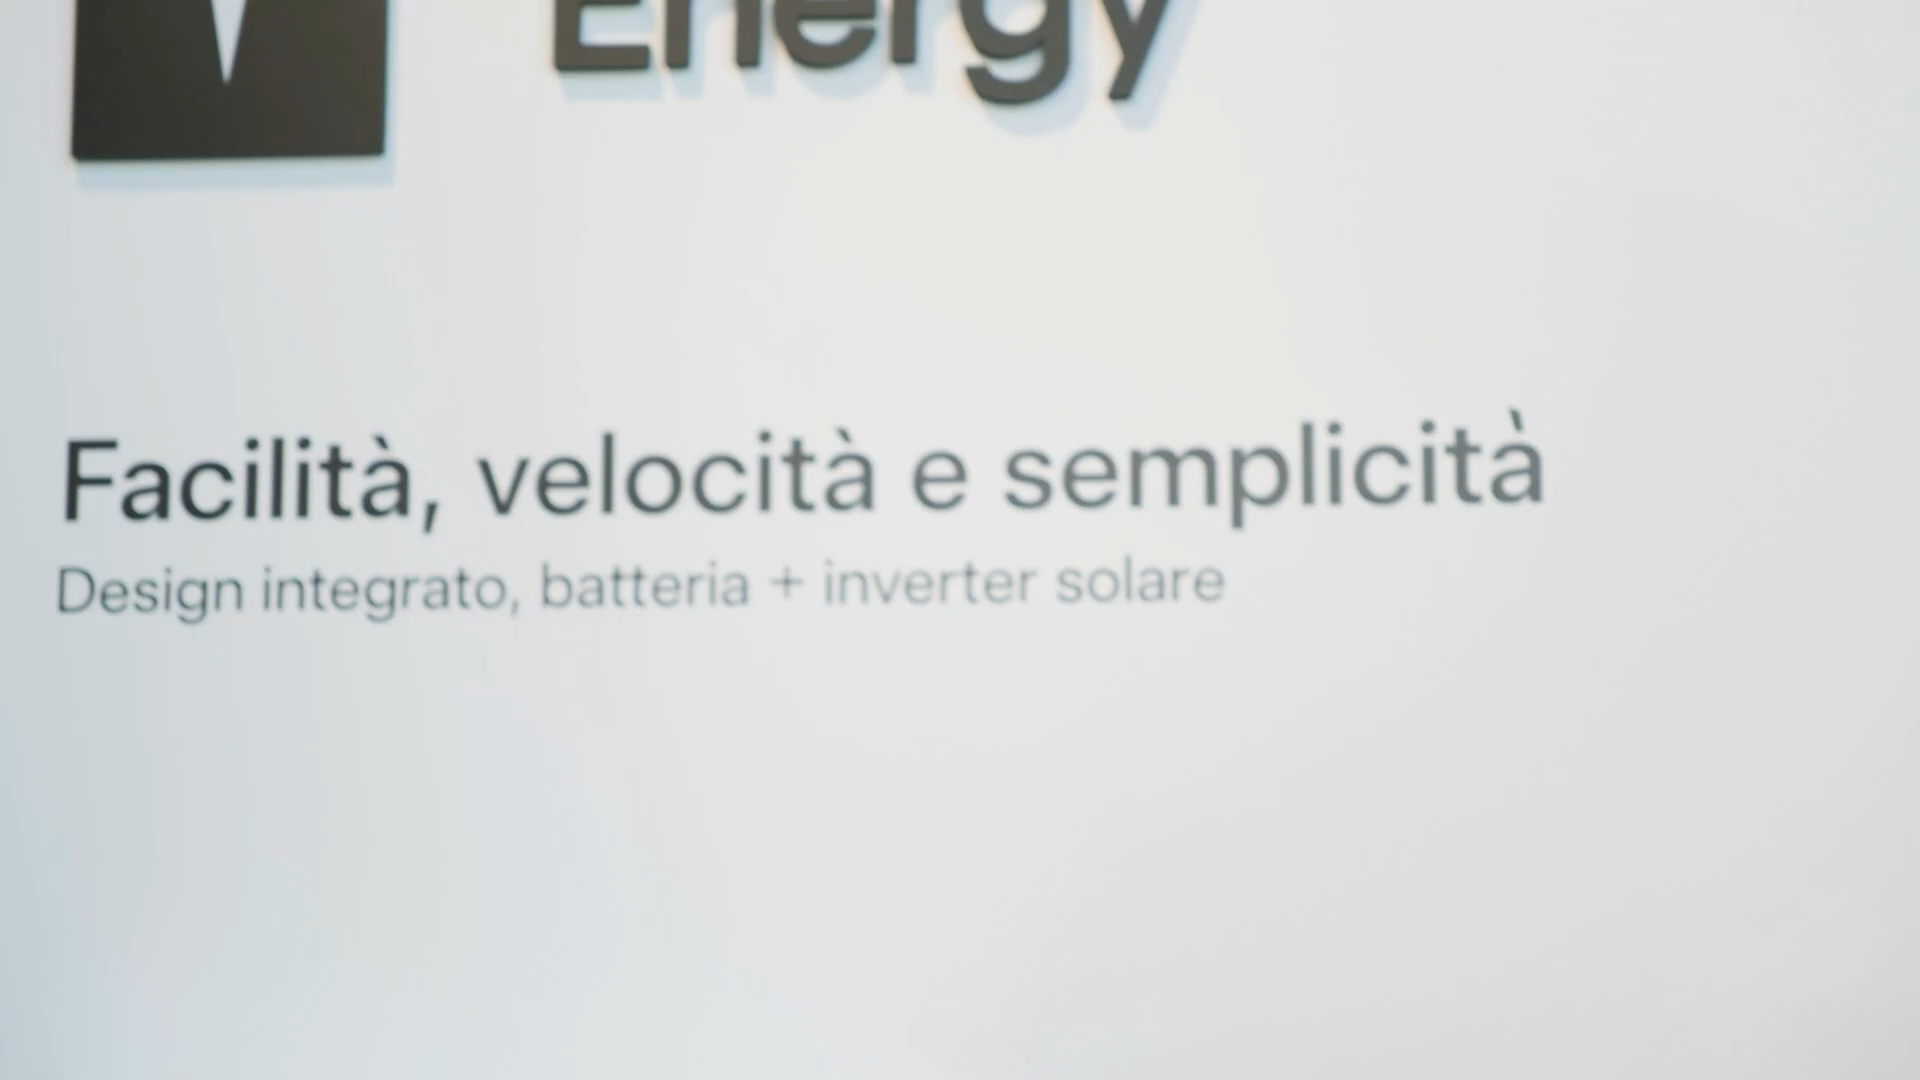 Energy
Facilità, velocità e semplicità
Design integrato, batteria + inverter solare